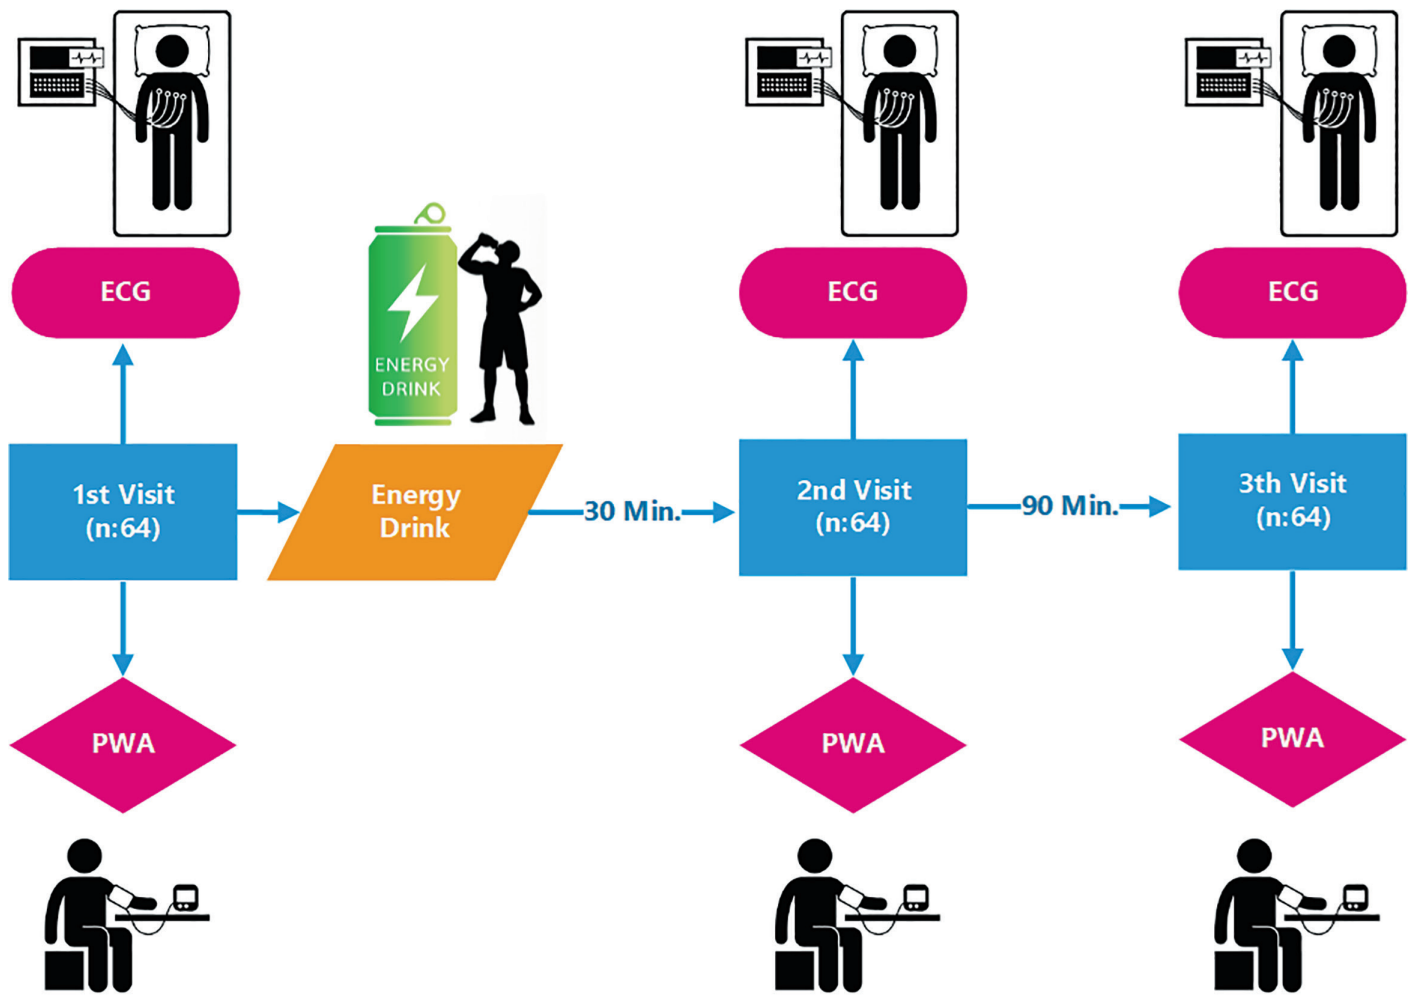 ECG
ECG
ECG
ENERGY
DRINK
1st Visit
(n:64)
Energy
Drink
30 Min.
2nd Visit
(n:64)
90 Min.
3th Visit
(n:64)
PWA
PWA
PWA